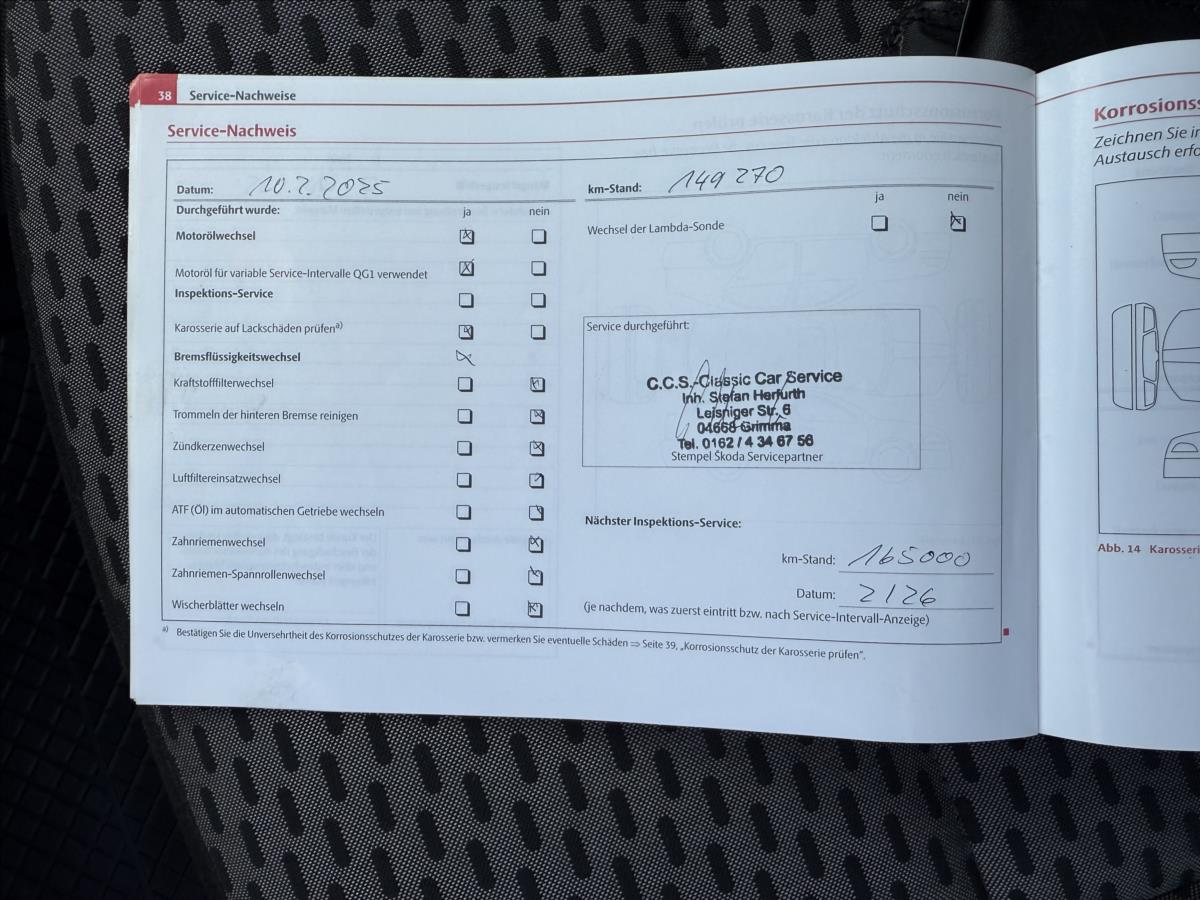 38 Service-Nachweise
Service-Nachweis
Datum: 10.2.2025
km-Stand: 149 270
Durchgeführt wurde: ja nein
ja nein
Motorölwechsel
Wechsel der Lambda-Sonde
Motoröl für variable Service-Intervalle QG1 verwendet
Inspektions-Service
Karosserie auf Lackschäden prüfen a)
Bremsflüssigkeitswechsel
Kraftstofffilterwechsel
Trommeln der hinteren Bremse reinigen
Zündkerzenwechsel
Luftfiltereinsatzwechsel
ATF (Öl) im automatischen Getriebe wechseln
Zahnriemenwechsel
Zahnriemen-Spannrollenwechsel
Wischerblätter wechseln
Service durchgeführt:
C.C.S.-Classic Car Service
Inh. Stefan Herfurth
Leisniger Str. 6
04668 Grimma
Tel. 0162 / 4 34 67 56
Stempel Škoda Servicepartner
Nächster Inspektions-Service:
km-Stand: 165000
Datum: 2/26
(je nachdem, was zuerst eintritt bzw. nach Service-Intervall-Anzeige)
a) Bestätigen Sie die Unversehrtheit des Korrosionsschutzes der Karosserie bzw. vermerken Sie eventuelle Schäden ⇒ Seite 39, „Korrosionsschutz der Karosserie prüfen“.
Korrosionss
Zeichnen Sie in
Austausch erfo
Abb. 14 Karosseri